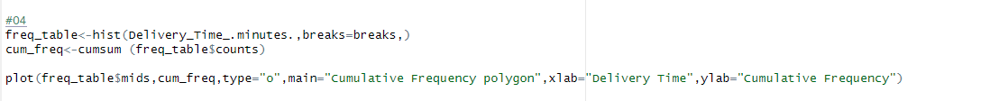 #04
freq_table<-hist(Delivery_Time_.minutes.,breaks=breaks,)
cum_freq<-cumsum (freq_table$counts)
plot(freq_table$mids,cum_freq,type="o",main="Cumulative Frequency polygon",xlab="Delivery Time",ylab="Cumulative Frequency")